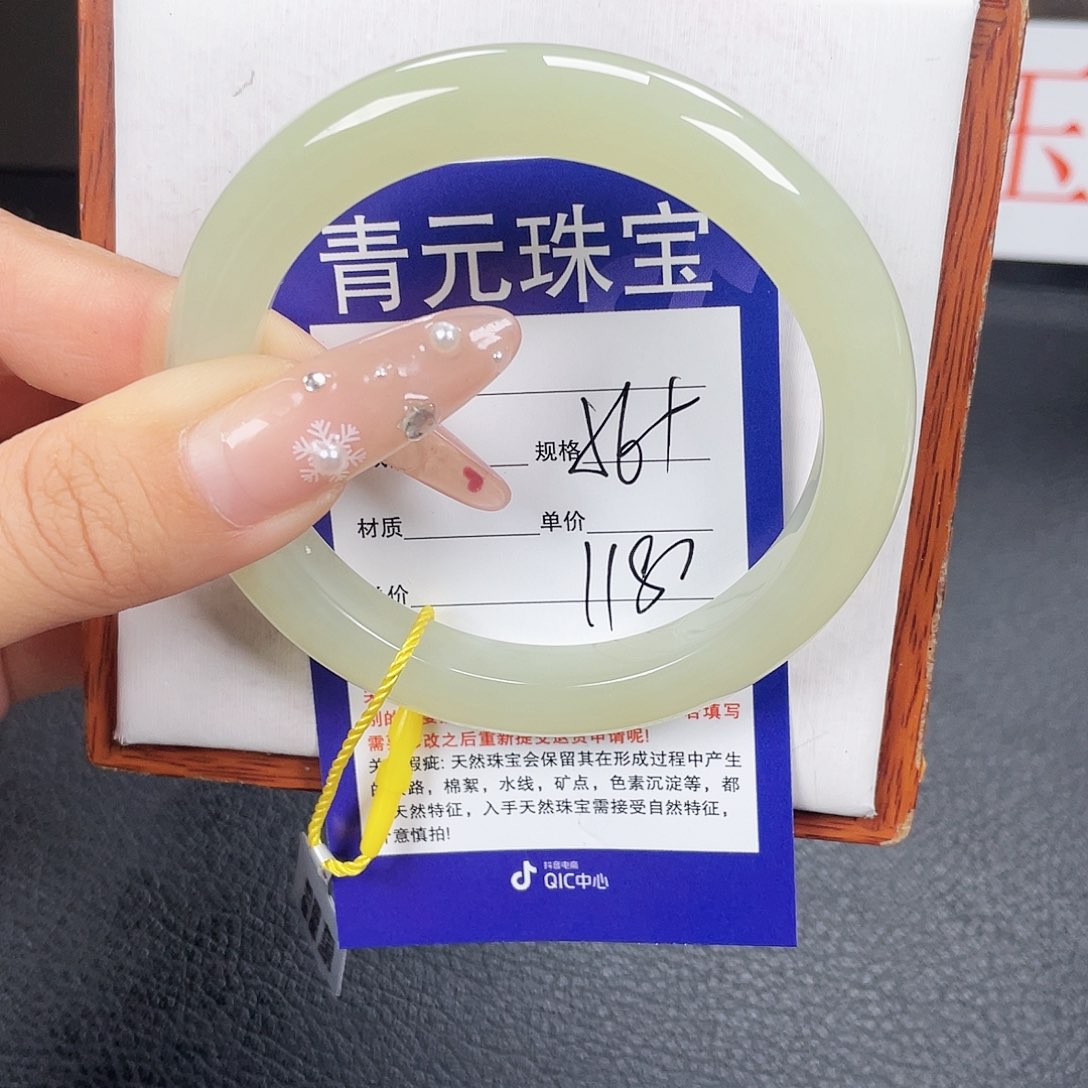 青元珠宝
规格 56+
材质 单价
价 118
填写
需 改之后重新提交退货申请呢!
关 瑕疵: 天然珠宝会保留其在形成过程中产生
路，棉絮，水线，矿点，色素沉淀等，都
天然特征，入手天然珠宝需接受自然特征，
介意慎拍!
抖音电商
QIC中心